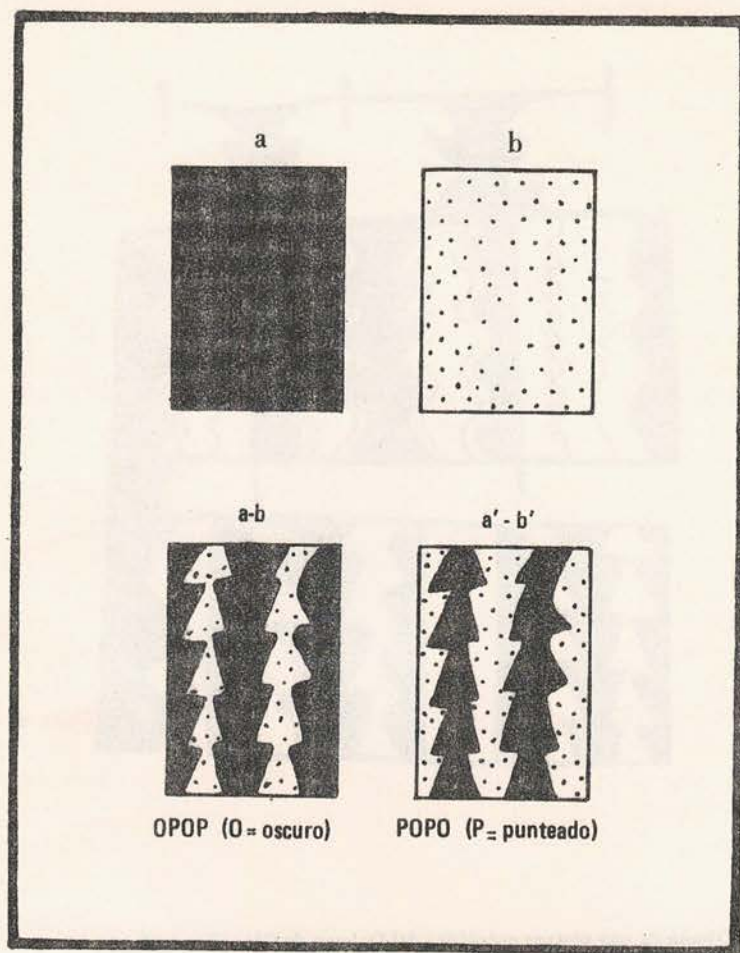 a b
a-b a' - b'
OPOP (O = oscuro) POPO (P = punteado)